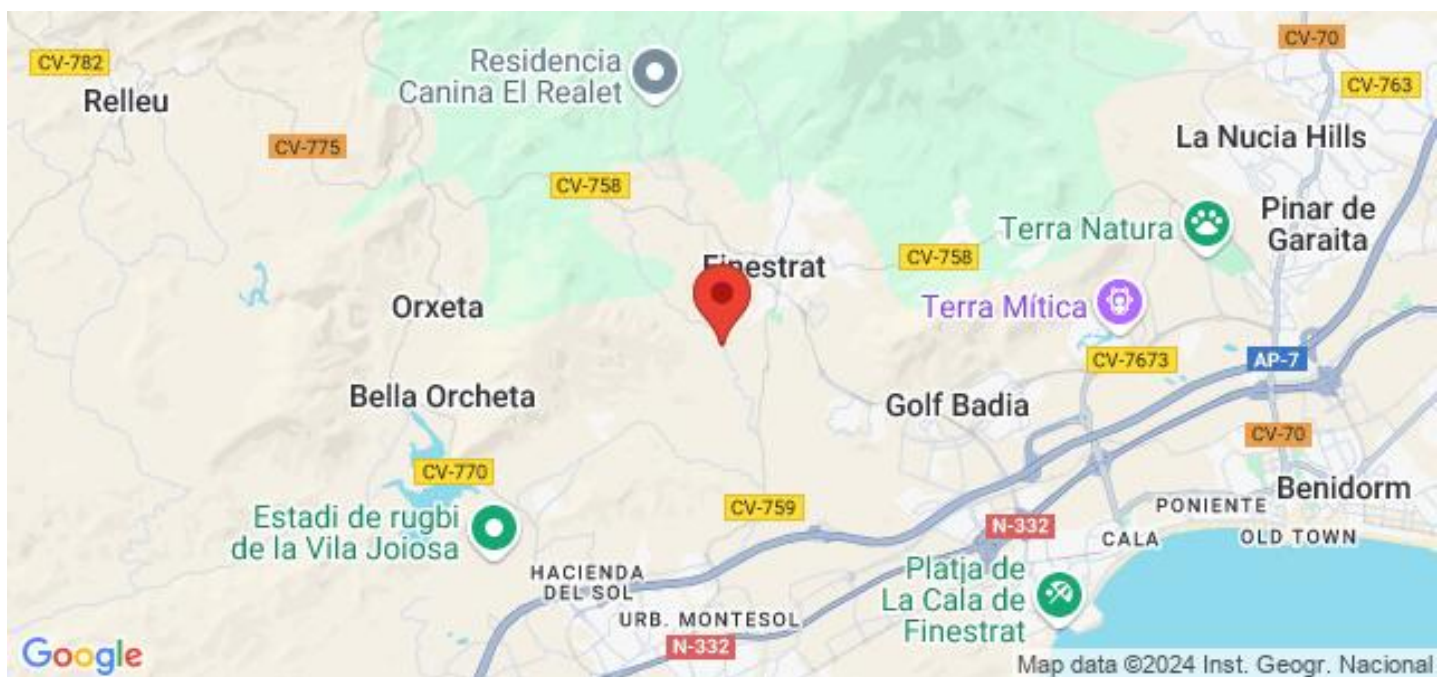 CV-782
Relleu
Residencia
Canina El Realet
CV-70
CV-763
CV-775
La Nucia Hills
CV-758
Pinar de
Garaita
Terra Natura
Finestrat
CV-758
Orxeta
Terra Mítica
CV-7673
AP-7
Bella Orcheta
Golf Badia
CV-70
CV-770
Benidorm
CV-759
PONIENTE
Estadi de rugbi
de la Vila Joiosa
N-332
CALA
OLD TOWN
HACIENDA
DEL SOL
Platja de
La Cala de
Finestrat
URB. MONTESOL
N-332
Google
Map data ©2024 Inst. Geogr. Nacional